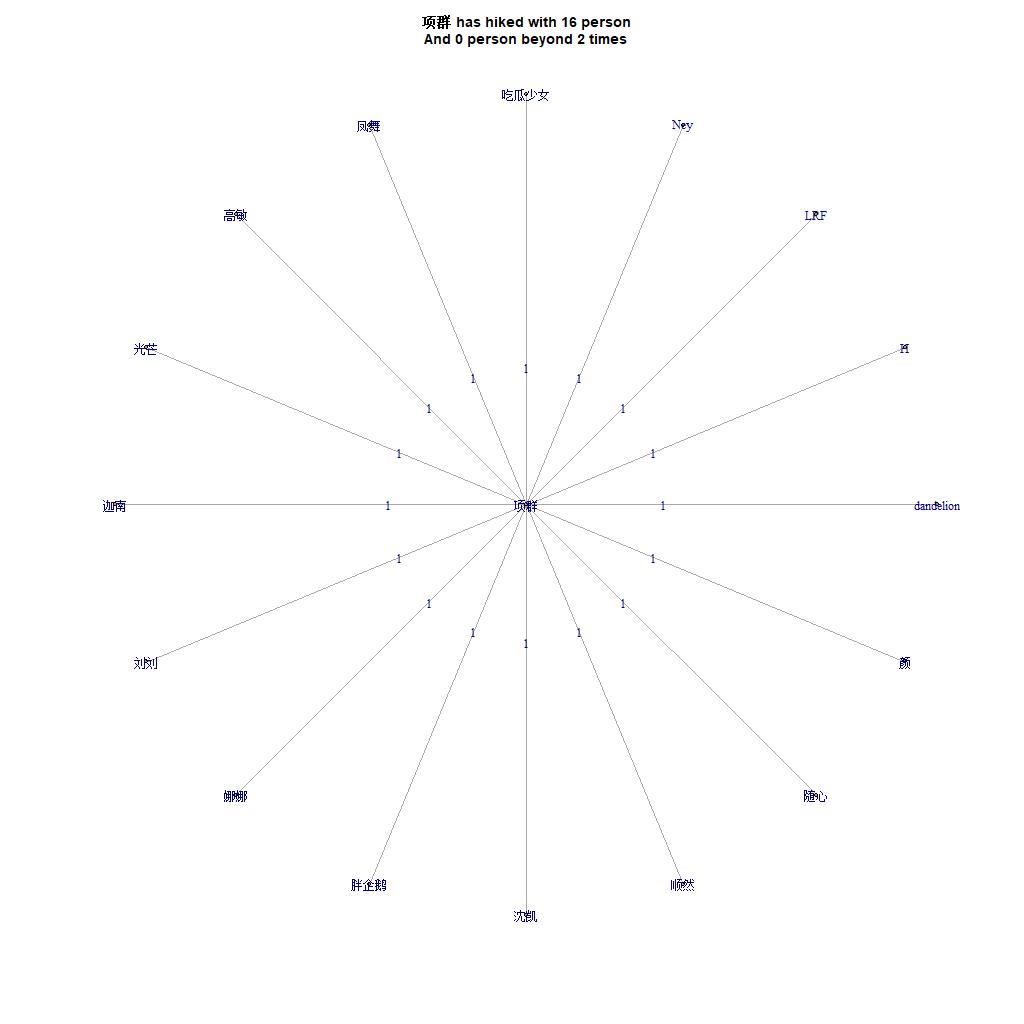 项群 has hiked with 16 person
And 0 person beyond 2 times
吃瓜少女
凤舞
Ney
高敏
LRF
光芒
H
1
1
1
1
1
1
1
迦南
1
项群
1
dandelion
1
1
1
1
1
1
1
刘刘
颜
娜娜
随心
胖企鹅
顺然
沈凯